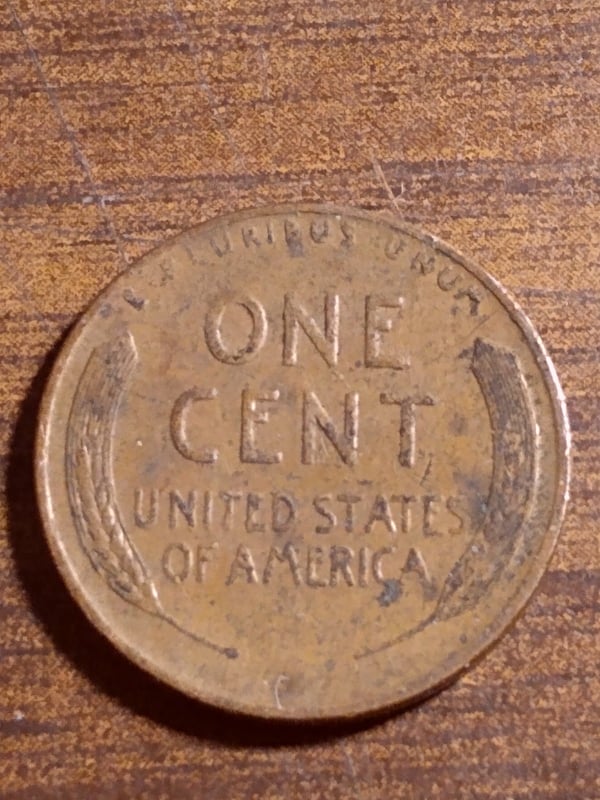 E PLURIBUS UNUM
ONE
CENT
UNITED STATES
OF AMERICA